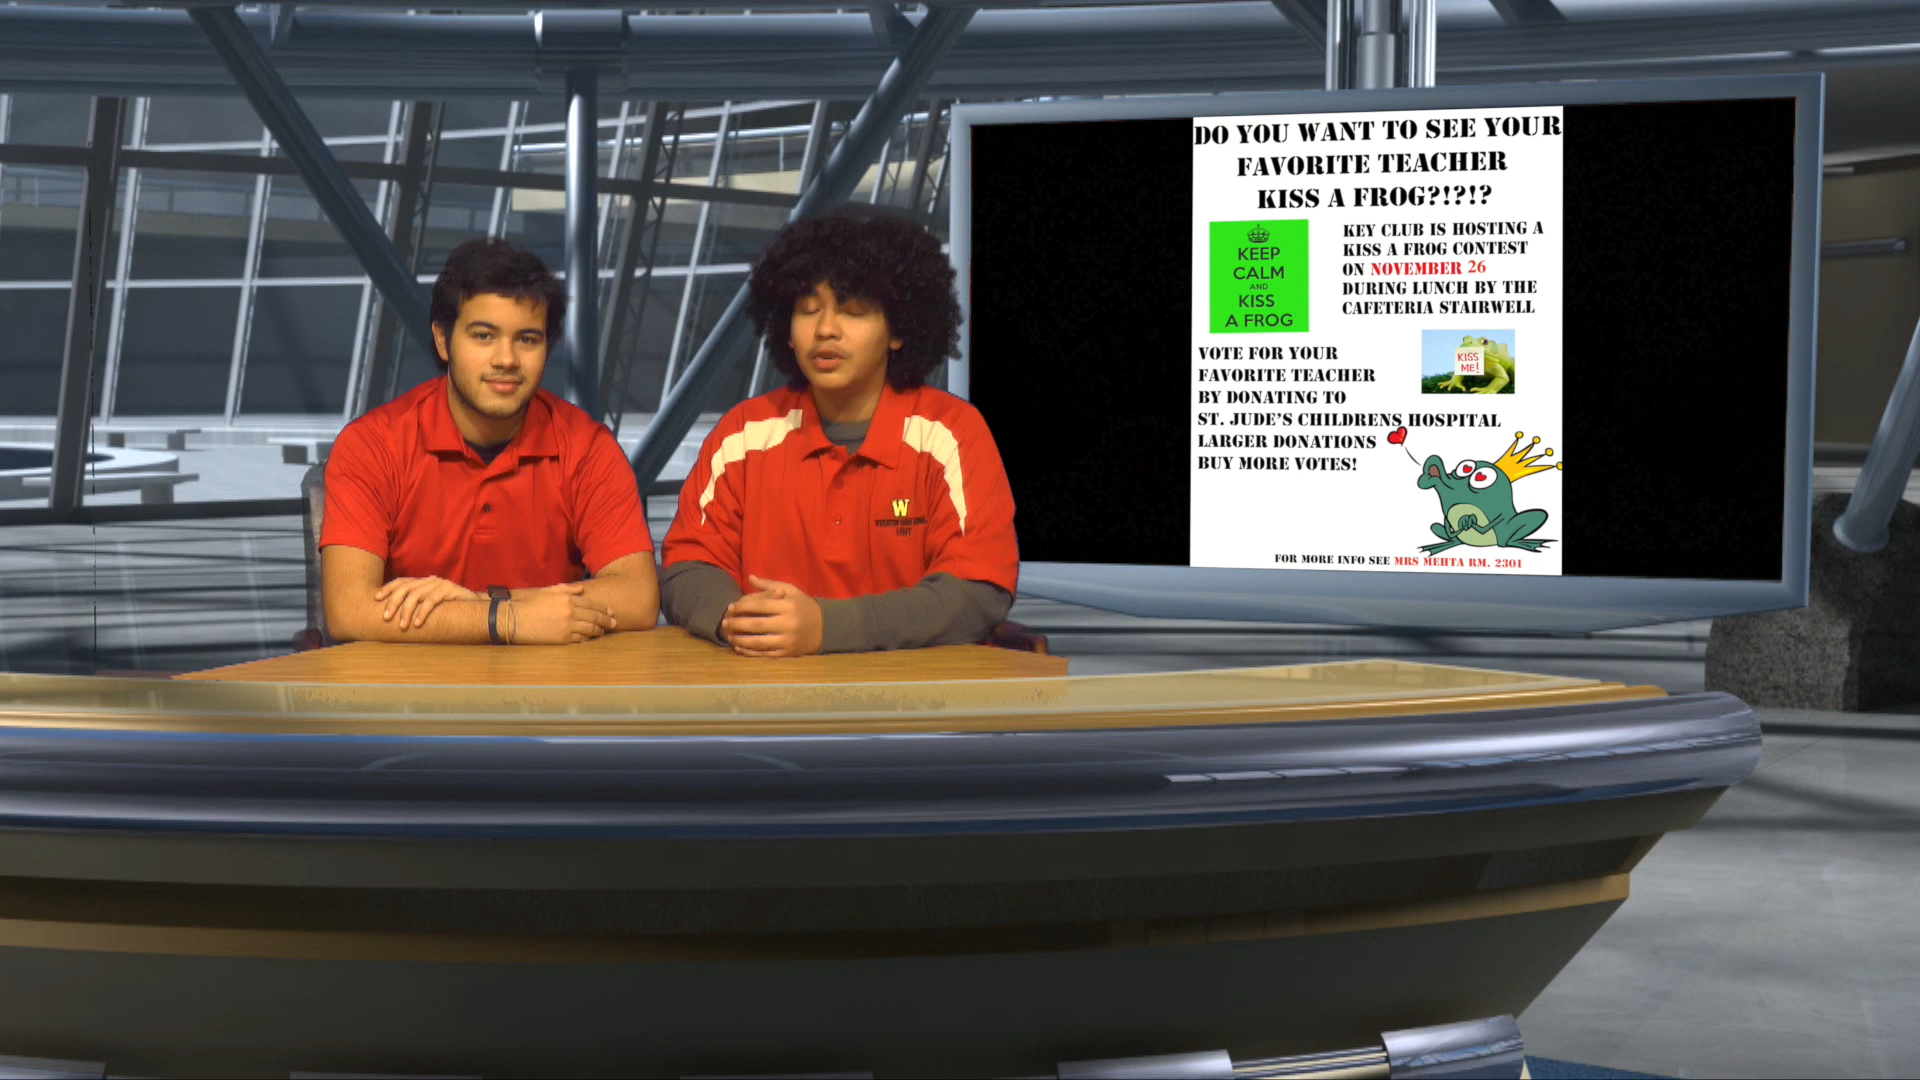 DO YOU WANT TO SEE YOUR
FAVORITE TEACHER
KISS A FROG?!?!?
KEEP
CALM
AND
KISS
A FROG
KEY CLUB IS HOSTING A
KISS A FROG CONTEST
ON NOVEMBER 26
DURING LUNCH BY THE
CAFETERIA STAIRWELL
KISS
ME!
VOTE FOR YOUR
FAVORITE TEACHER
BY DONATING TO
ST. JUDE'S CHILDRENS HOSPITAL
LARGER DONATIONS
BUY MORE VOTES!
FOR MORE INFO SEE MRS MEHTA RM. 2301
W